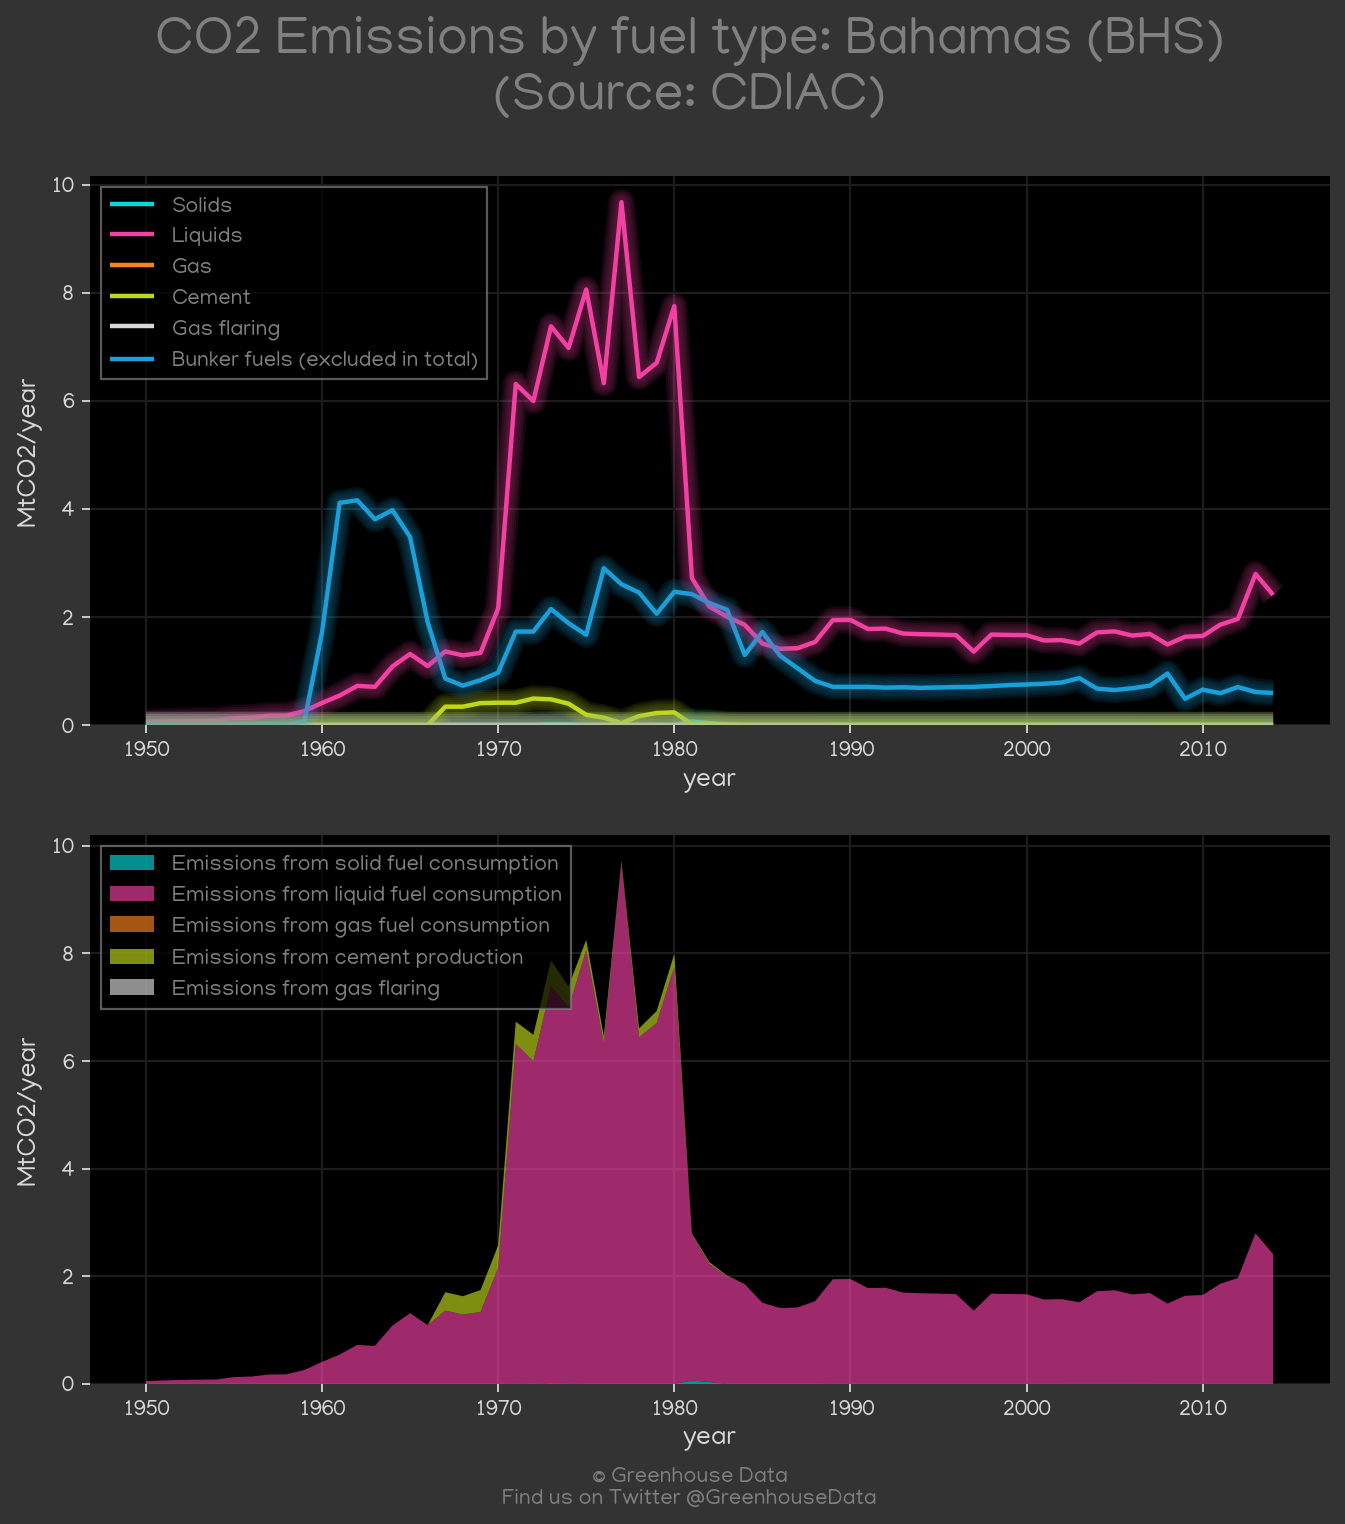 CO2 Emissions by fuel type: Bahamas (BHS)
(Source: CDIAC)
10
8
6
4
2
0
MtCO2/year
Solids
Liquids
Gas
Cement
Gas flaring
Bunker fuels (excluded in total)
1950 1960 1970 1980 1990 2000 2010
year
10
8
6
4
2
0
MtCO2/year
Emissions from solid fuel consumption
Emissions from liquid fuel consumption
Emissions from gas fuel consumption
Emissions from cement production
Emissions from gas flaring
1950 1960 1970 1980 1990 2000 2010
year
© Greenhouse Data
Find us on Twitter @GreenhouseData